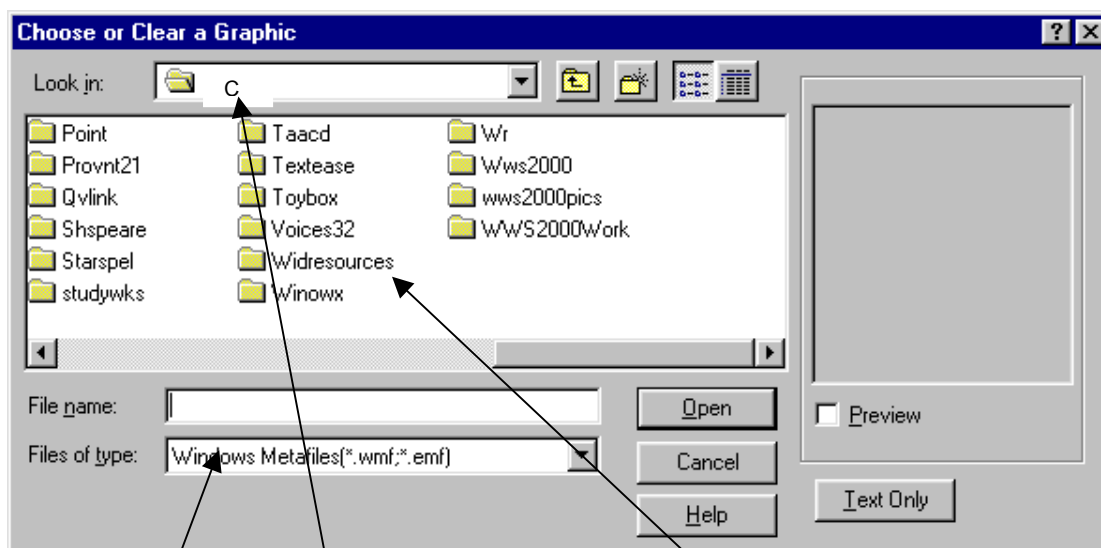 Choose or Clear a Graphic
Look in: C
Point Taacd Wr
Provnt21 Textease Wws2000
Qvlink Toybox wws2000pics
Shspeare Voices32 WWS2000Work
Starspel Widresources
studywks Winowx
File name: Open Preview
Files of type: Windows Metafiles(*.wmf;*.emf) Cancel
Help Text Only